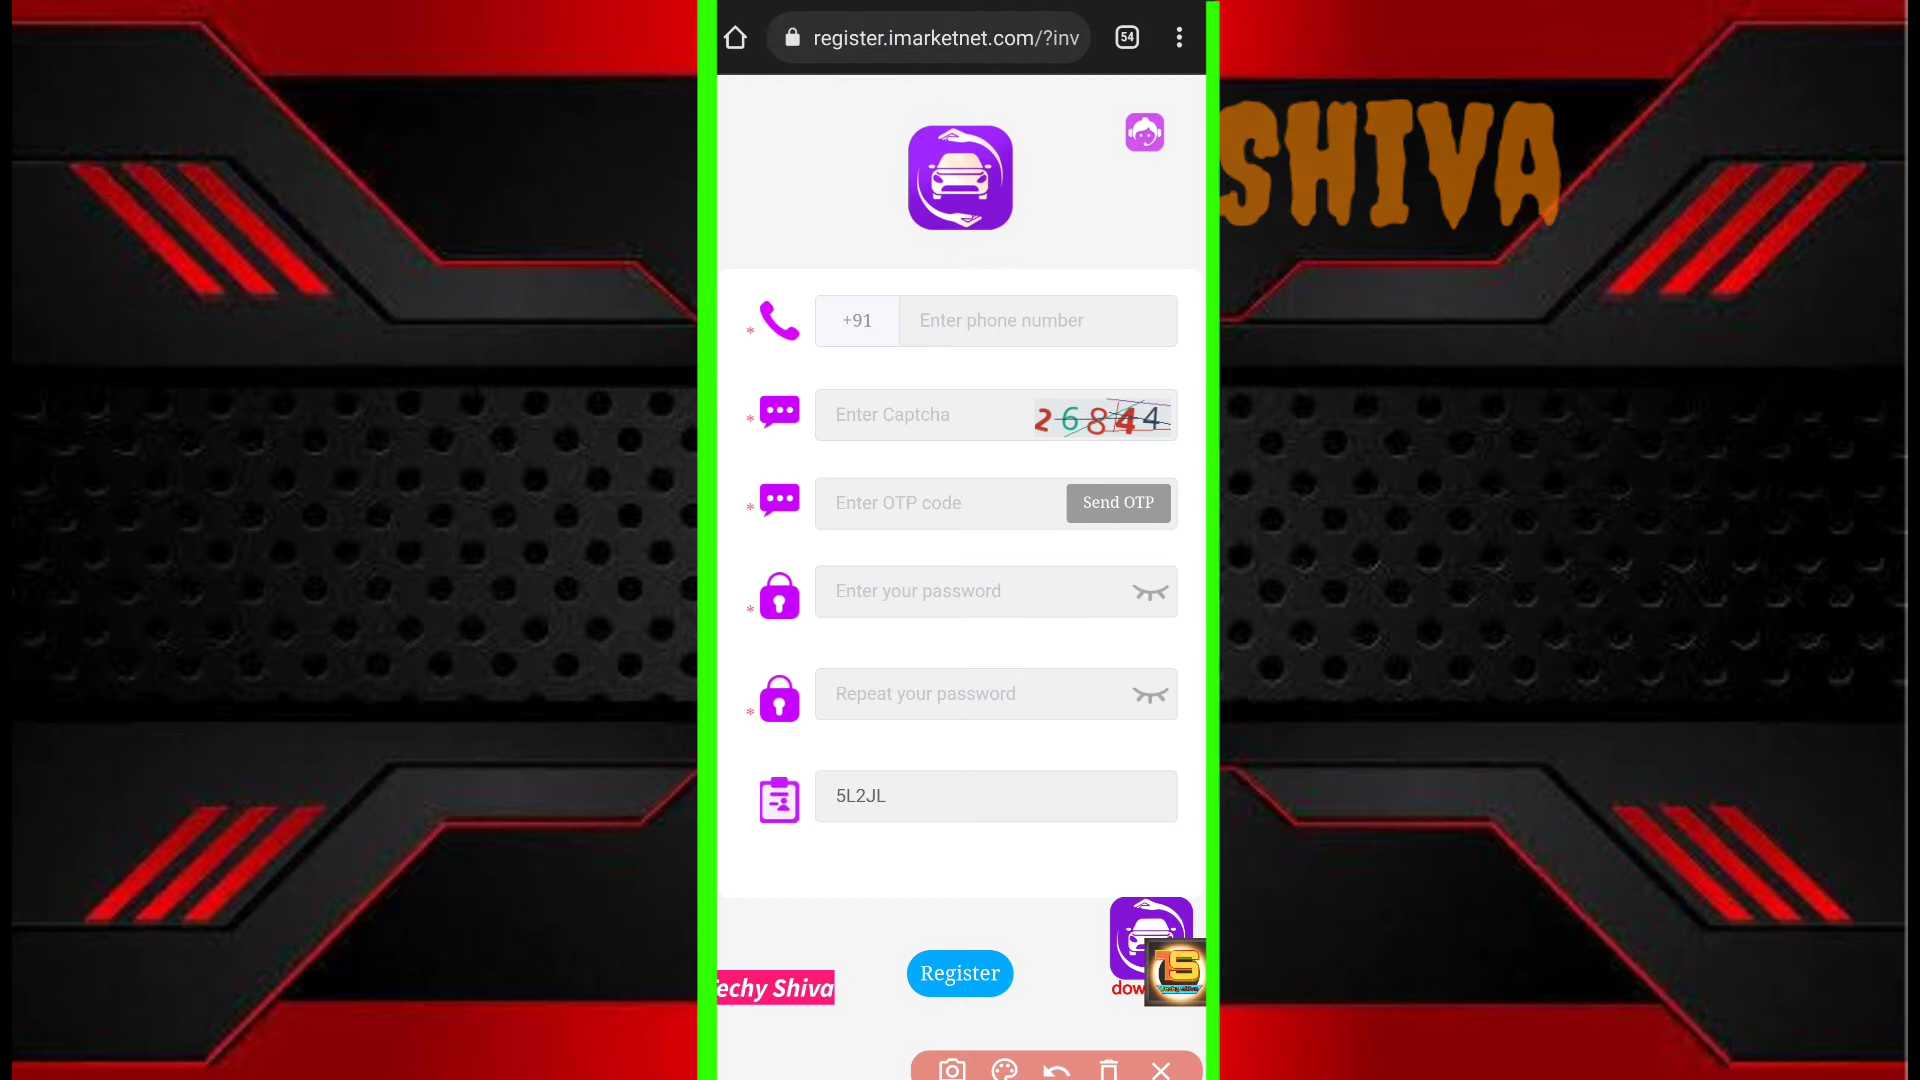 register.imarketnet.com/?inv
54
SHIVA
+91
Enter phone number
*
Enter Captcha
26844
*
Enter OTP code
Send OTP
*
Enter your password
*
Repeat your password
*
5L2JL
Register
echy Shiva
dow
TS